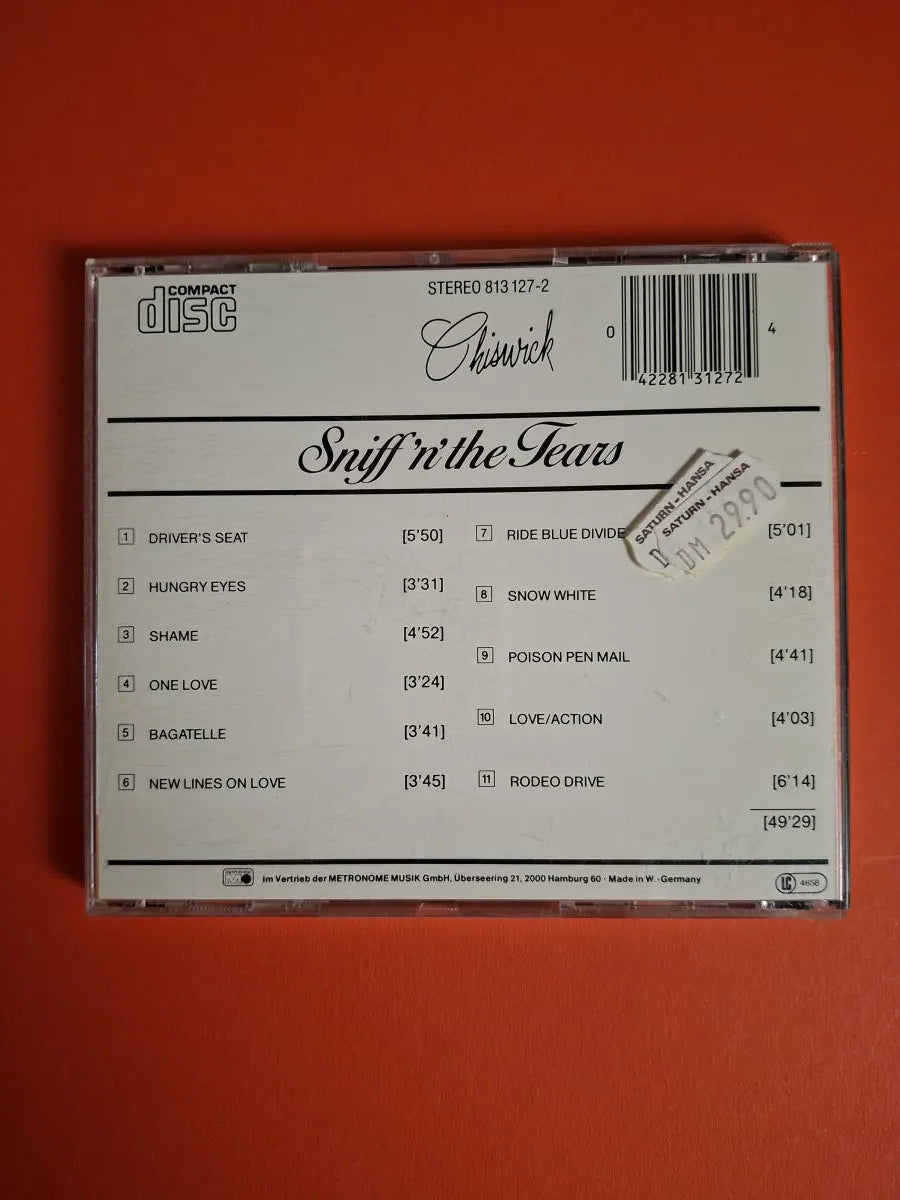 COMPACT
disc
STEREO 813 127-2
Chiswick
0 42281 31272 4
Sniff 'n' the Tears
SATURN-HANSA
SATURN-HANSA
D
DM 29.90
1 DRIVER'S SEAT [5'50]
2 HUNGRY EYES [3'31]
3 SHAME [4'52]
4 ONE LOVE [3'24]
5 BAGATELLE [3'41]
6 NEW LINES ON LOVE [3'45]
7 RIDE BLUE DIVIDE [5'01]
8 SNOW WHITE [4'18]
9 POISON PEN MAIL [4'41]
10 LOVE/ACTION [4'03]
11 RODEO DRIVE [6'14]
[49'29]
im Vertrieb der METRONOME MUSIK GmbH, Überseering 21, 2000 Hamburg 60 · Made in W.-Germany
LC 4658